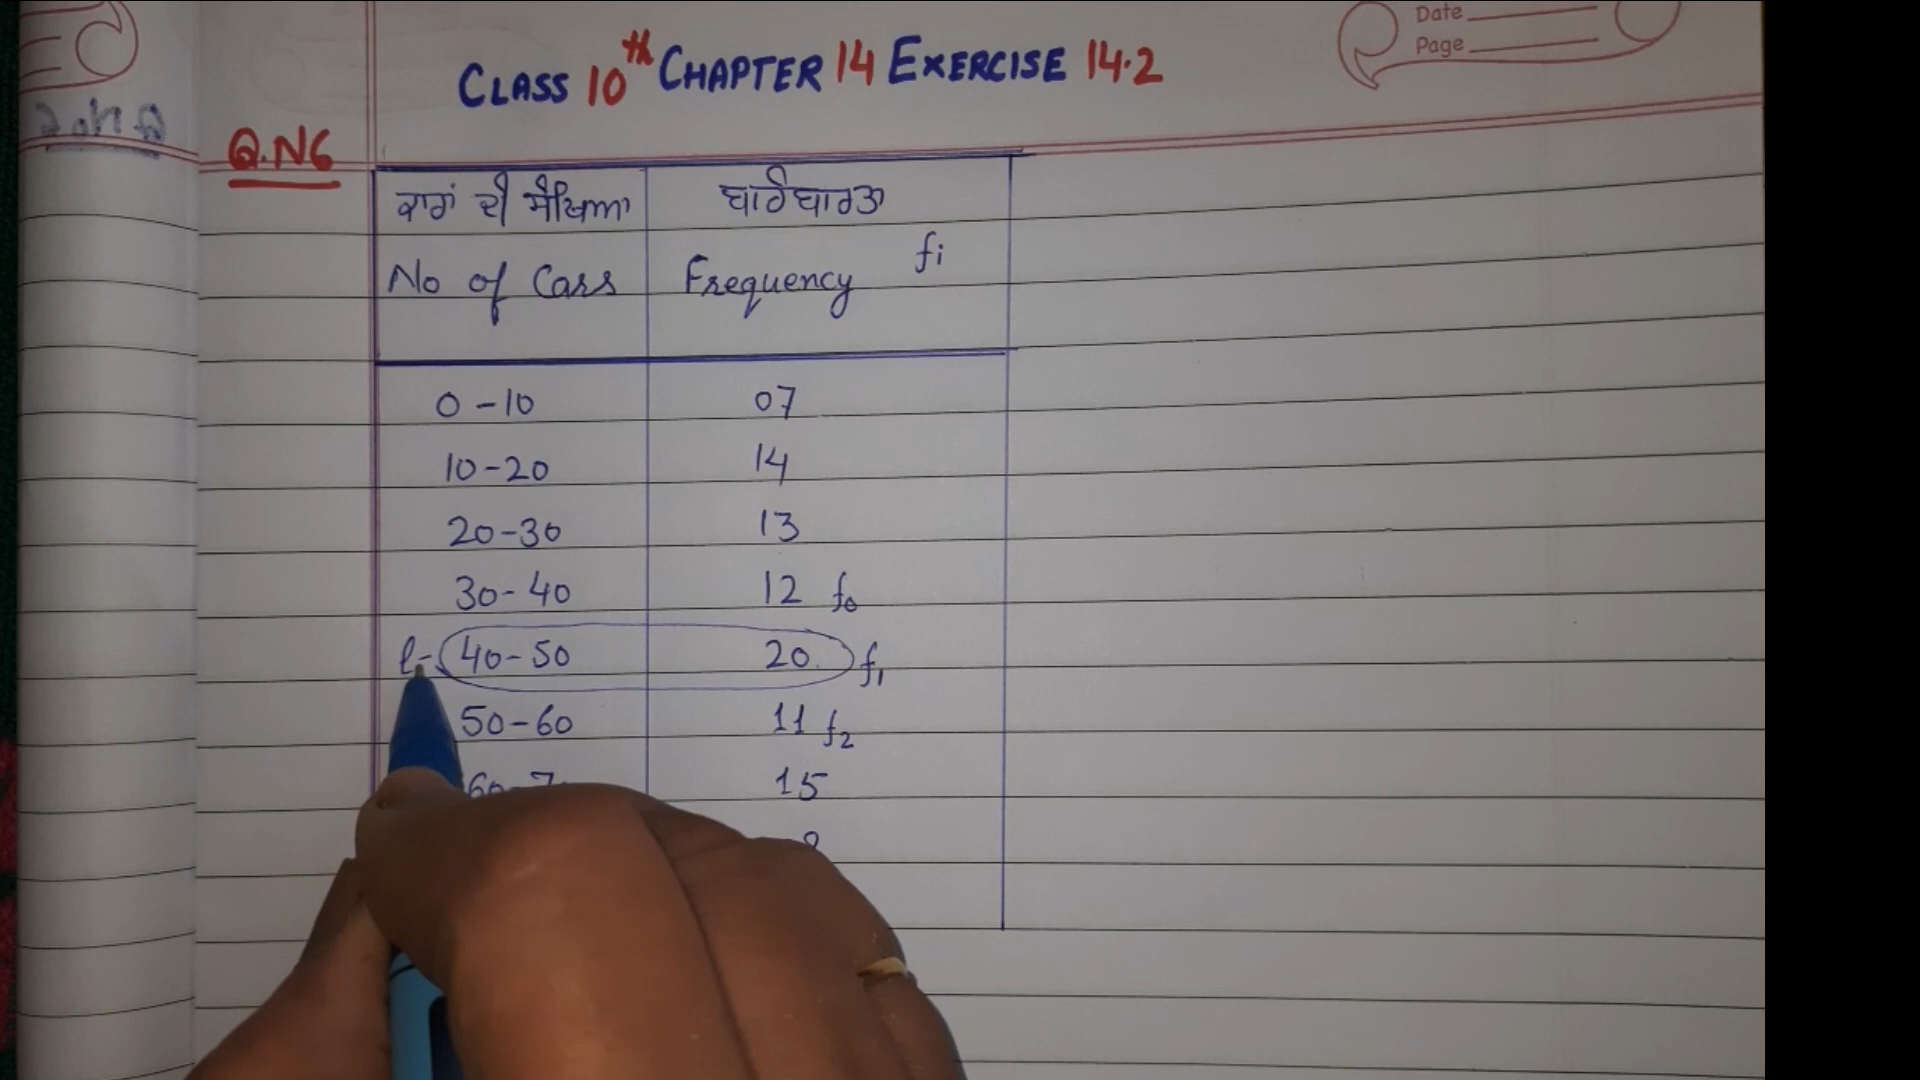 Date
Page
CLASS 10th CHAPTER 14 EXERCISE 14.2
Q.N6
ਕਾਰਾਂ ਦੀ ਸੰਖਿਆ ਬਾਰੰਬਾਰਤਾ
No of Cars Frequency fi
0-10 07
10-20 14
20-30 13
30-40 12 f0
l- 40-50 20 f1
50-60 11 f2
60-7 15